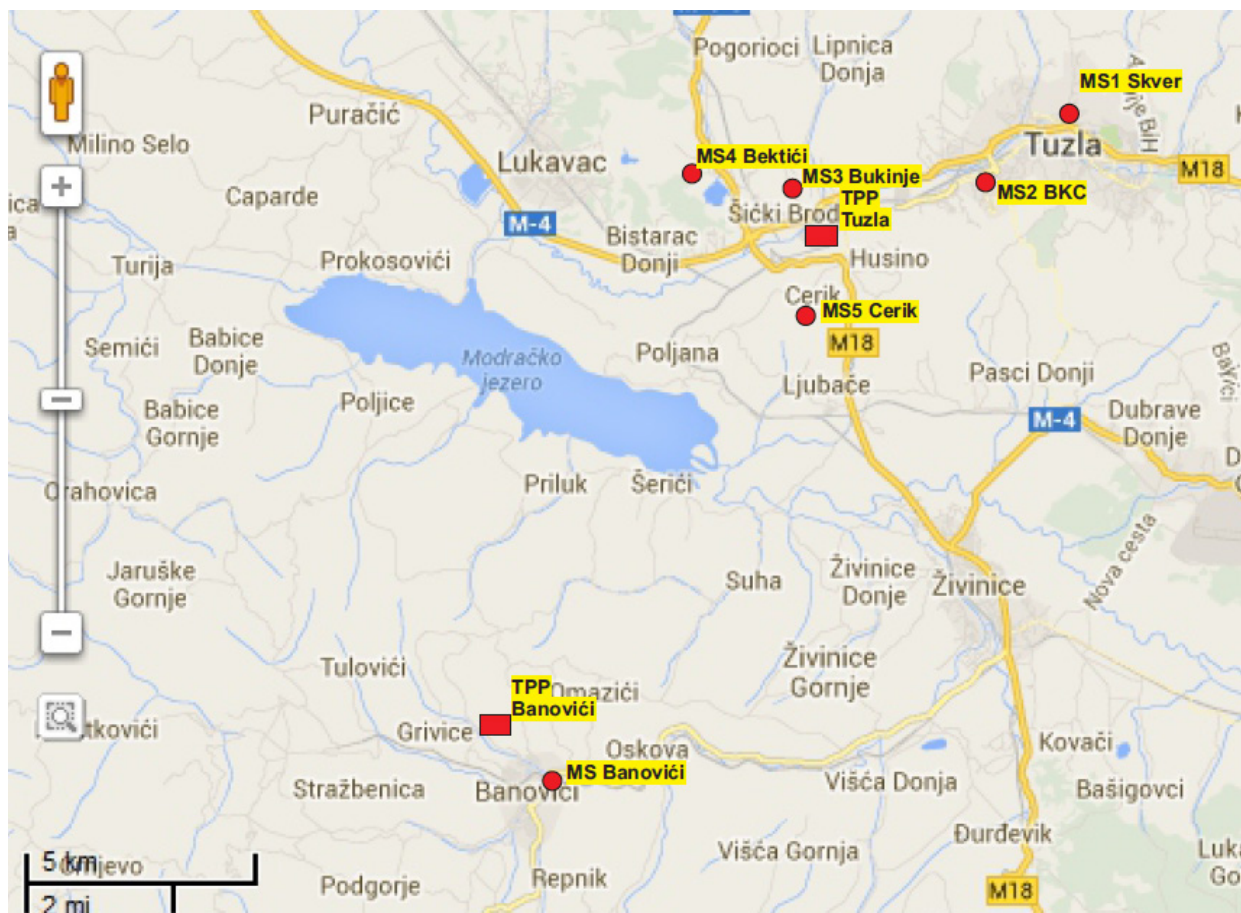 M-4
Pogorioci
Lipnica
Donja
MS1 Skver
Puračić
Milino Selo
Lukavac
Tuzla
MS4 Bektići
MS3 Bukinje
M18
Caparde
MS2 BKC
TPP
Tuzla
Šićki Brod
M-4
Bistarac
Donji
Turija
Prokosovići
Husino
Cerik
MS5 Cerik
Babice
Donje
Semići
Modračko
jezero
Poljana
M18
Ljubače
Pasci Donji
Poljice
Babice
Gornje
M-4
Dubrave
Donje
Priluk
Šerići
Orahovica
Nova cesta
Jaruške
Gornje
Suha
Živinice
Donje
Živinice
Tulovići
Živinice
Gornje
TPP
Banovići
Omazići
Grivice
Oskova
Kovači
MS Banovići
Stražbenica
Banovići
Višća Donja
Bašigovci
Đurđevik
Višća Gornja
5 km
Podgorje
Repnik
M18
2 mi